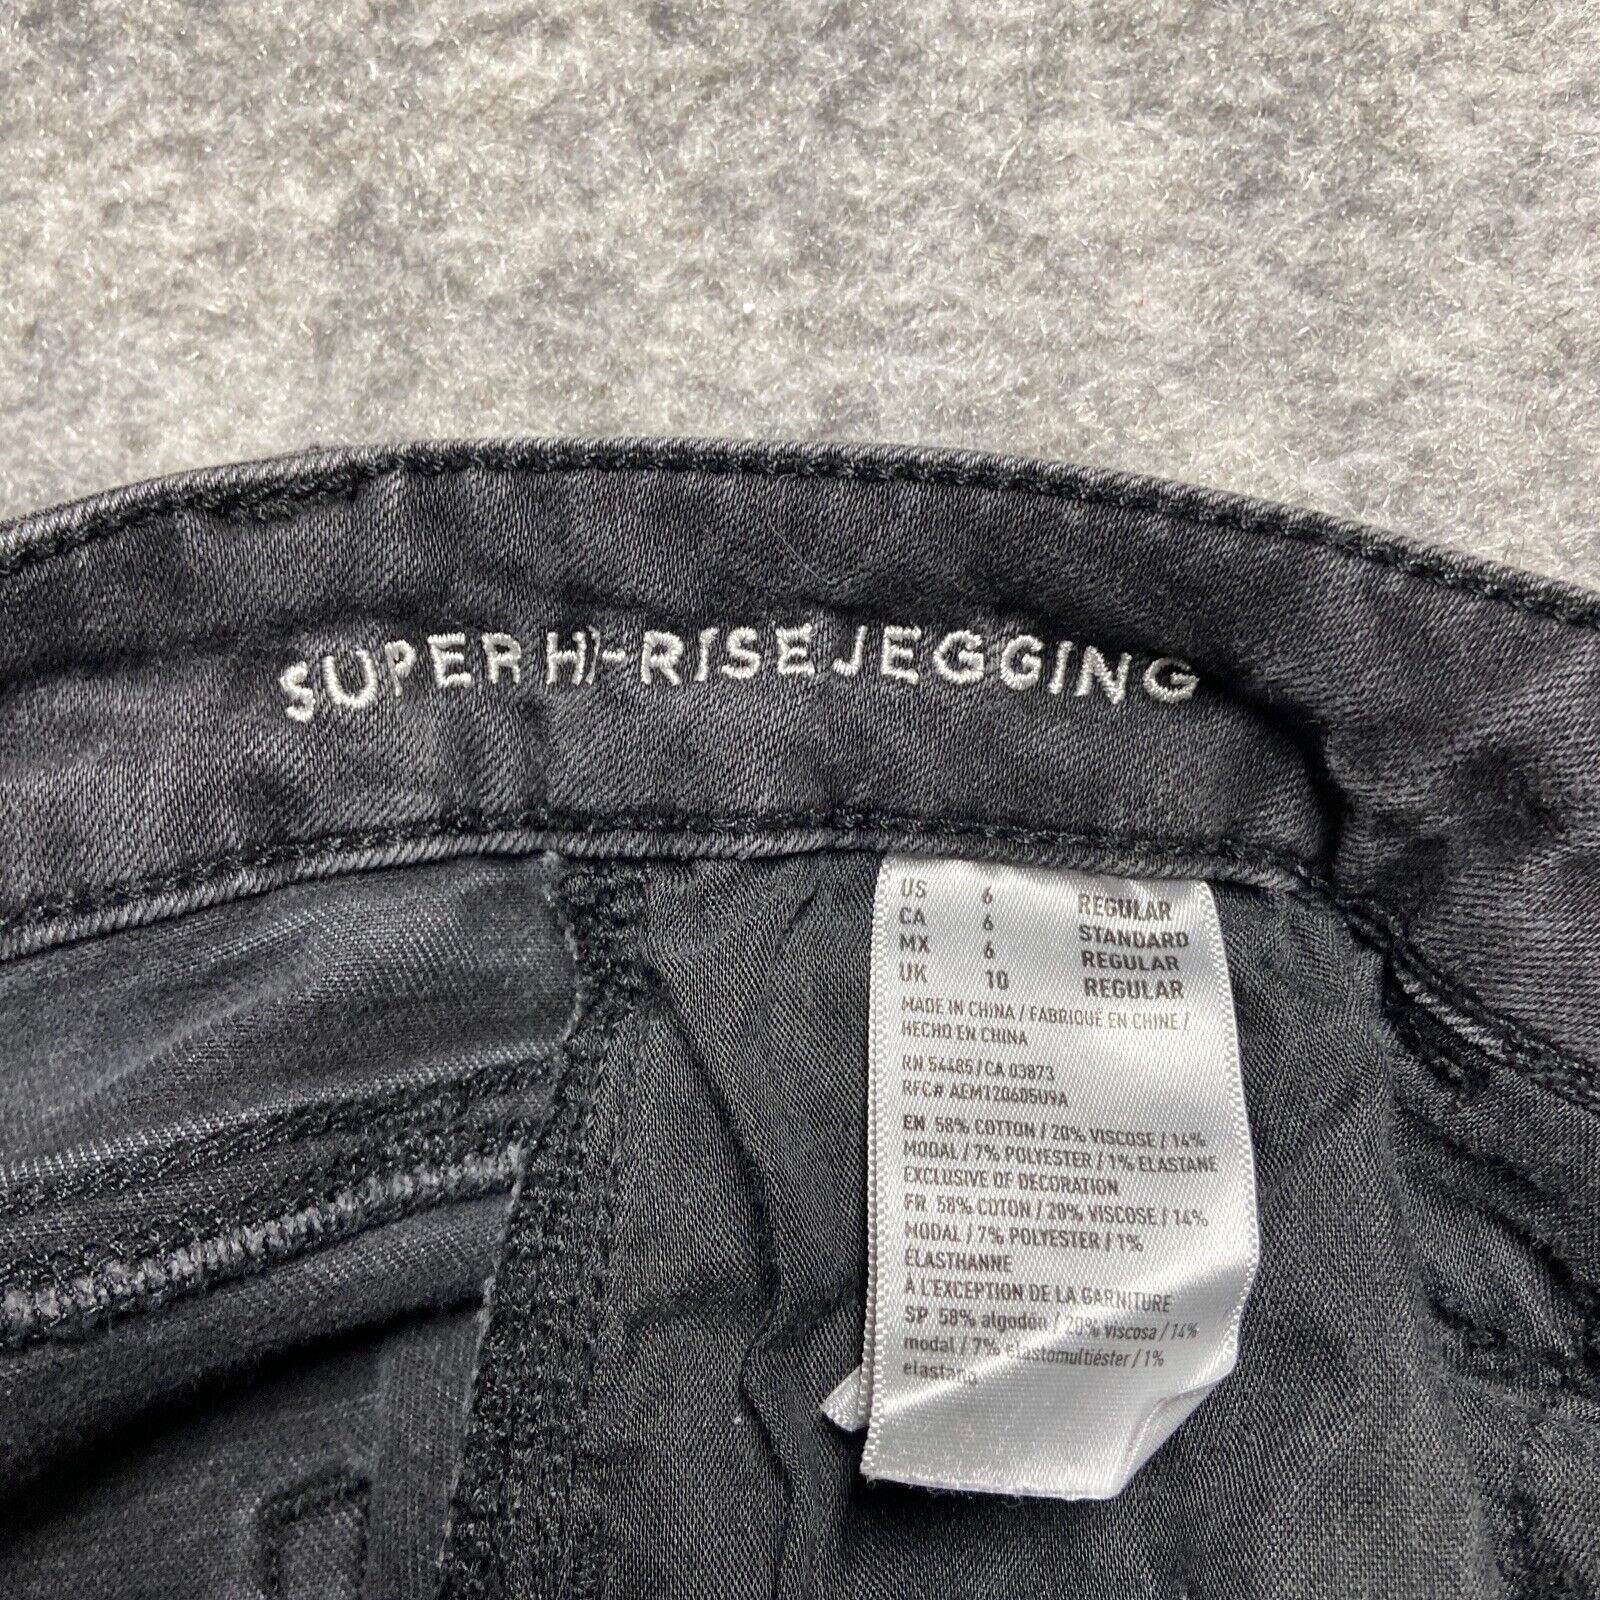 SUPER HI-RISE JEGGING
US 6 REGULAR
CA 6 STANDARD
MX 6 REGULAR
UK 10 REGULAR
MADE IN CHINA / FABRIQUÉ EN CHINE /
HECHO EN CHINA
RN 54485 / CA 03873
RFC# AEM120605U9A
EN 58% COTTON / 20% VISCOSE / 14%
MODAL / 7% POLYESTER / 1% ELASTANE
EXCLUSIVE OF DECORATION
FR 58% COTON / 20% VISCOSE / 14%
MODAL / 7% POLYESTER / 1%
ÉLASTHANNE
À L'EXCEPTION DE LA GARNITURE
SP 58% algodón / 20% viscosa / 14%
modal / 7% elastomultiéster / 1%
elastano